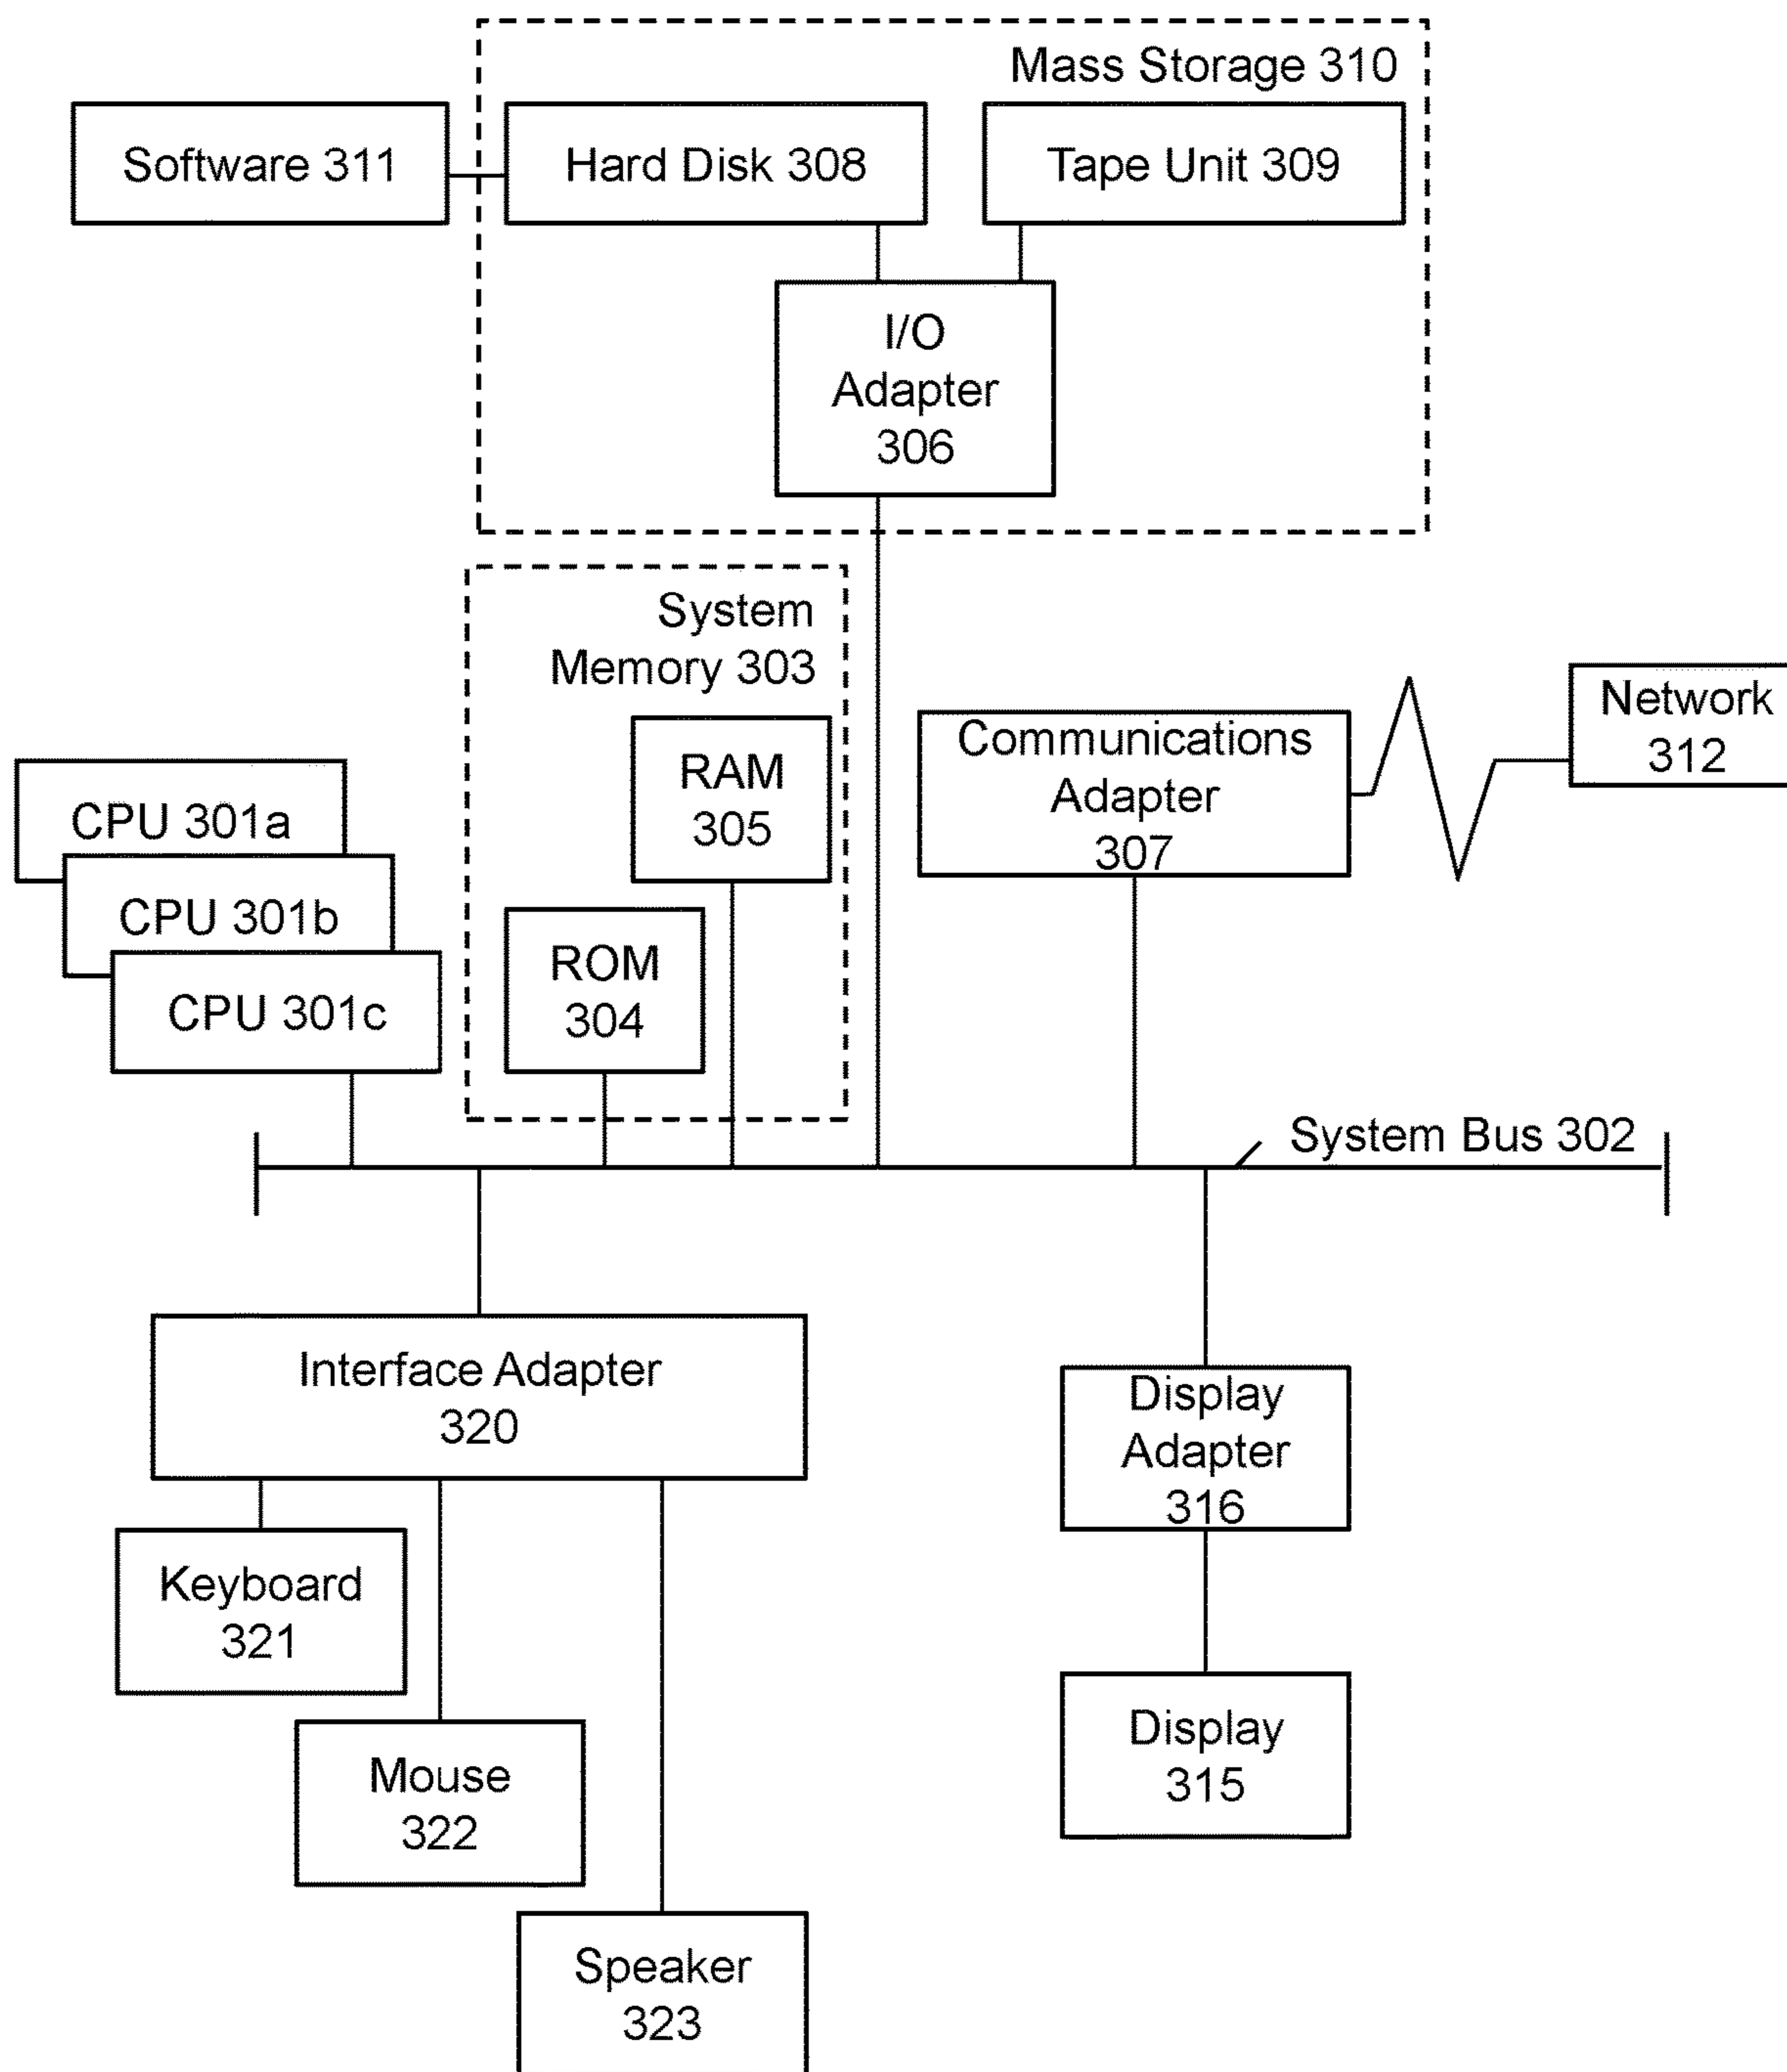 Mass Storage 310
Software 311
Hard Disk 308
Tape Unit 309
I/O
Adapter
306
System
Memory 303
RAM
305
ROM
304
Communications
Adapter
307
Network
312
CPU 301a
CPU 301b
CPU 301c
System Bus 302
Interface Adapter
320
Display
Adapter
316
Keyboard
321
Mouse
322
Display
315
Speaker
323